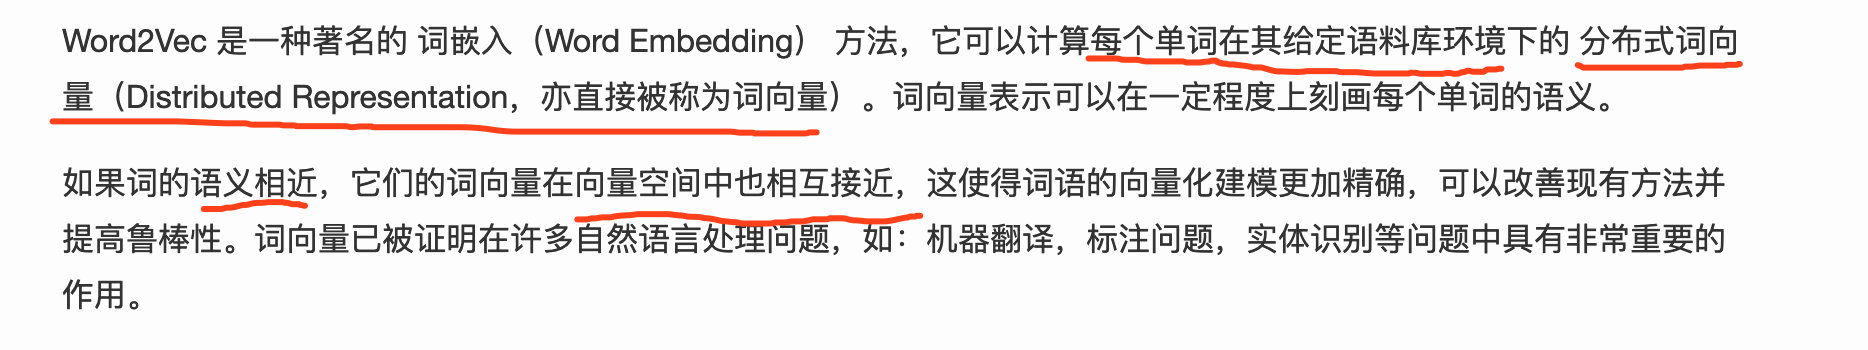 Word2Vec 是一种著名的 词嵌入（Word Embedding） 方法，它可以计算每个单词在其给定语料库环境下的 分布式词向
量（Distributed Representation，亦直接被称为词向量）。词向量表示可以在一定程度上刻画每个单词的语义。
如果词的语义相近，它们的词向量在向量空间中也相互接近，这使得词语的向量化建模更加精确，可以改善现有方法并
提高鲁棒性。词向量已被证明在许多自然语言处理问题，如：机器翻译，标注问题，实体识别等问题中具有非常重要的
作用。